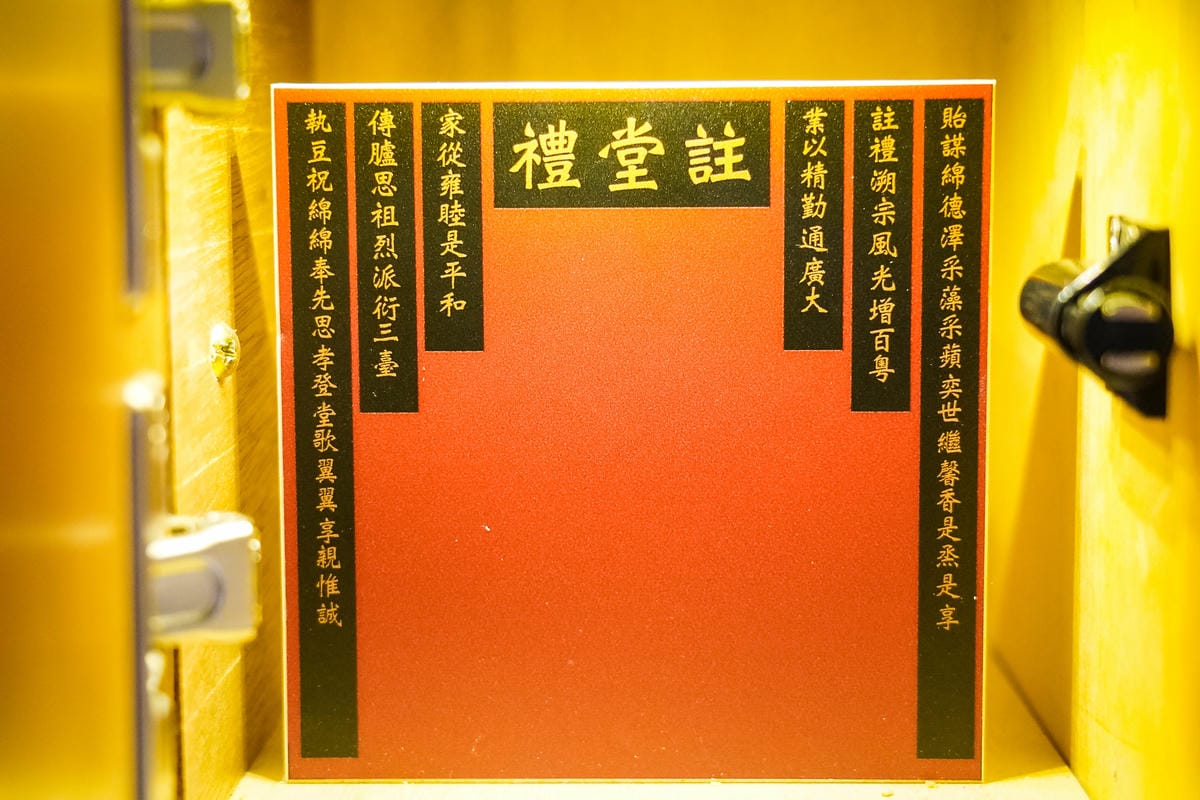 註堂禮
貽謀綿德澤采藻采蘋奕世繼馨香是烝是享
註禮溯宗風光增百粵
業以精勤通廣大
家從雍睦是平和
傳臚思祖烈派衍三臺
執豆祝綿綿奉先思孝登堂歌翼翼享親惟誠